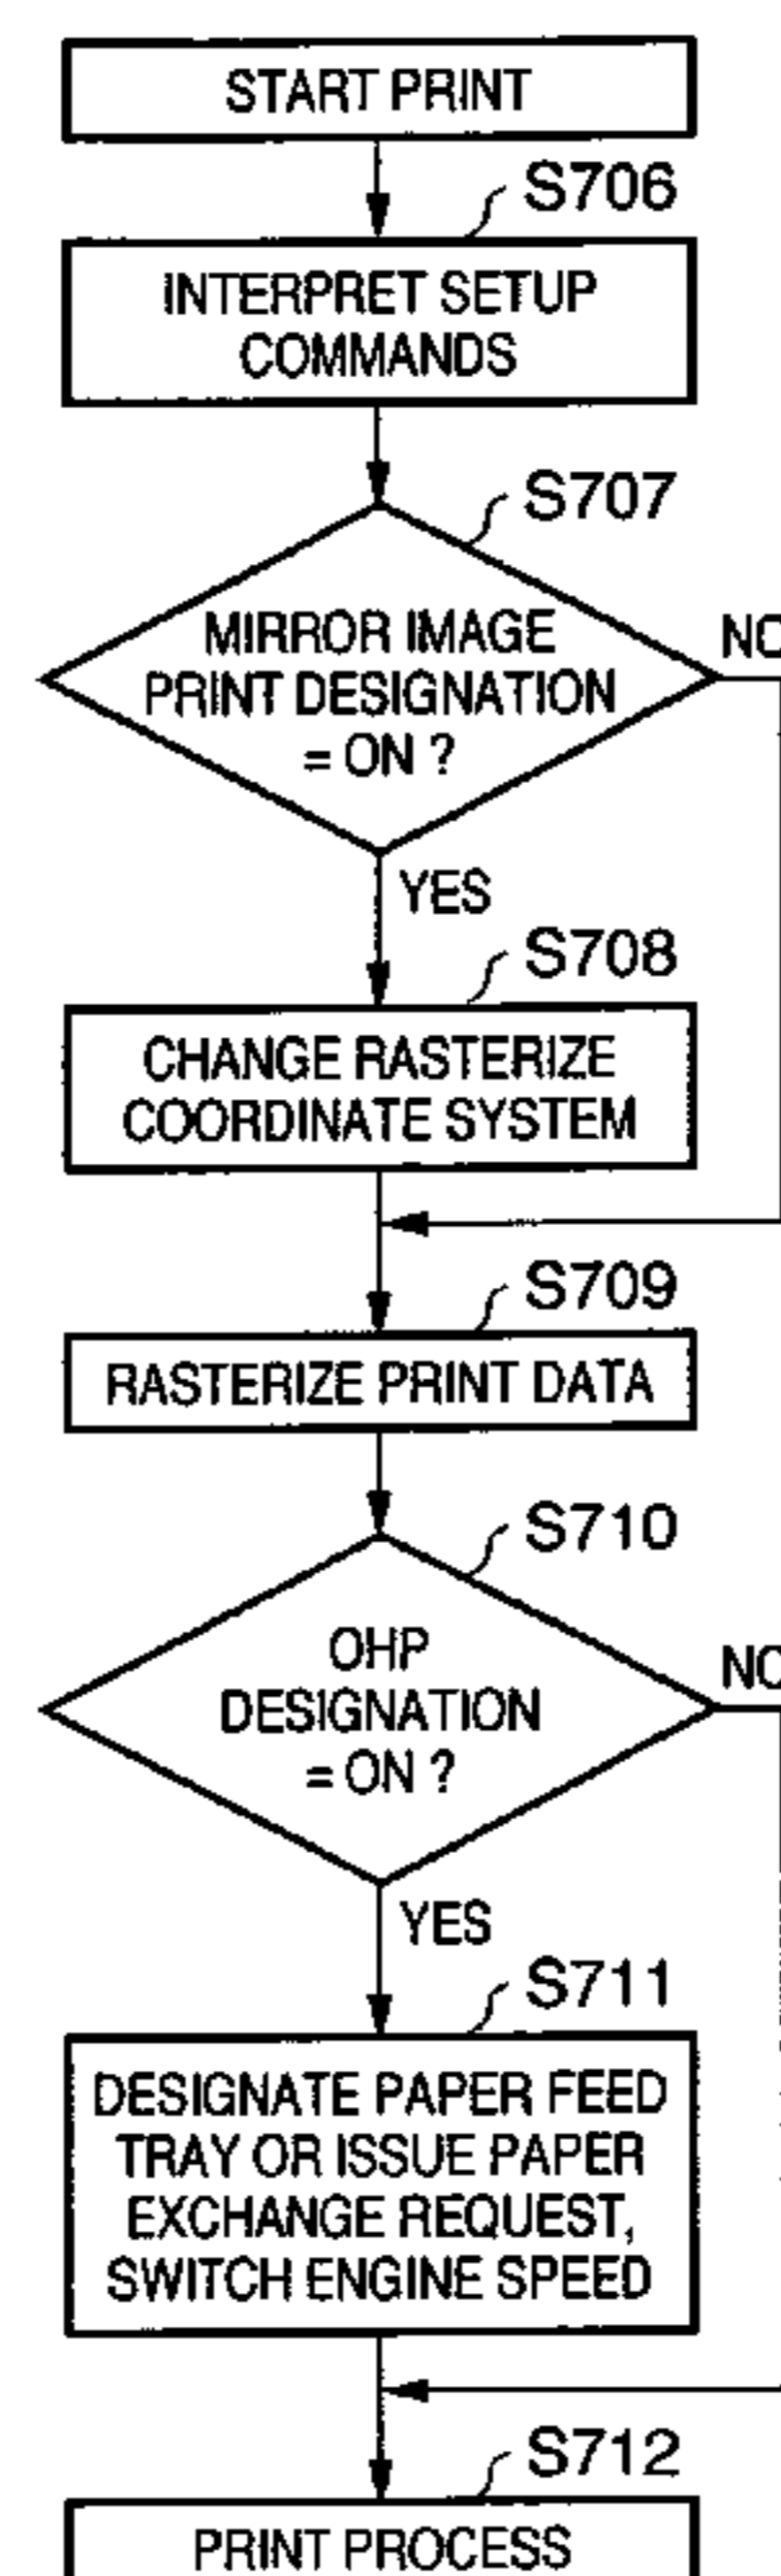 START PRINT
S706
INTERPRET SETUP
COMMANDS
S707
MIRROR IMAGE
PRINT DESIGNATION
= ON ?
NO
YES
S708
CHANGE RASTERIZE
COORDINATE SYSTEM
S709
RASTERIZE PRINT DATA
S710
OHP
DESIGNATION
= ON ?
NO
YES
S711
DESIGNATE PAPER FEED
TRAY OR ISSUE PAPER
EXCHANGE REQUEST,
SWITCH ENGINE SPEED
S712
PRINT PROCESS